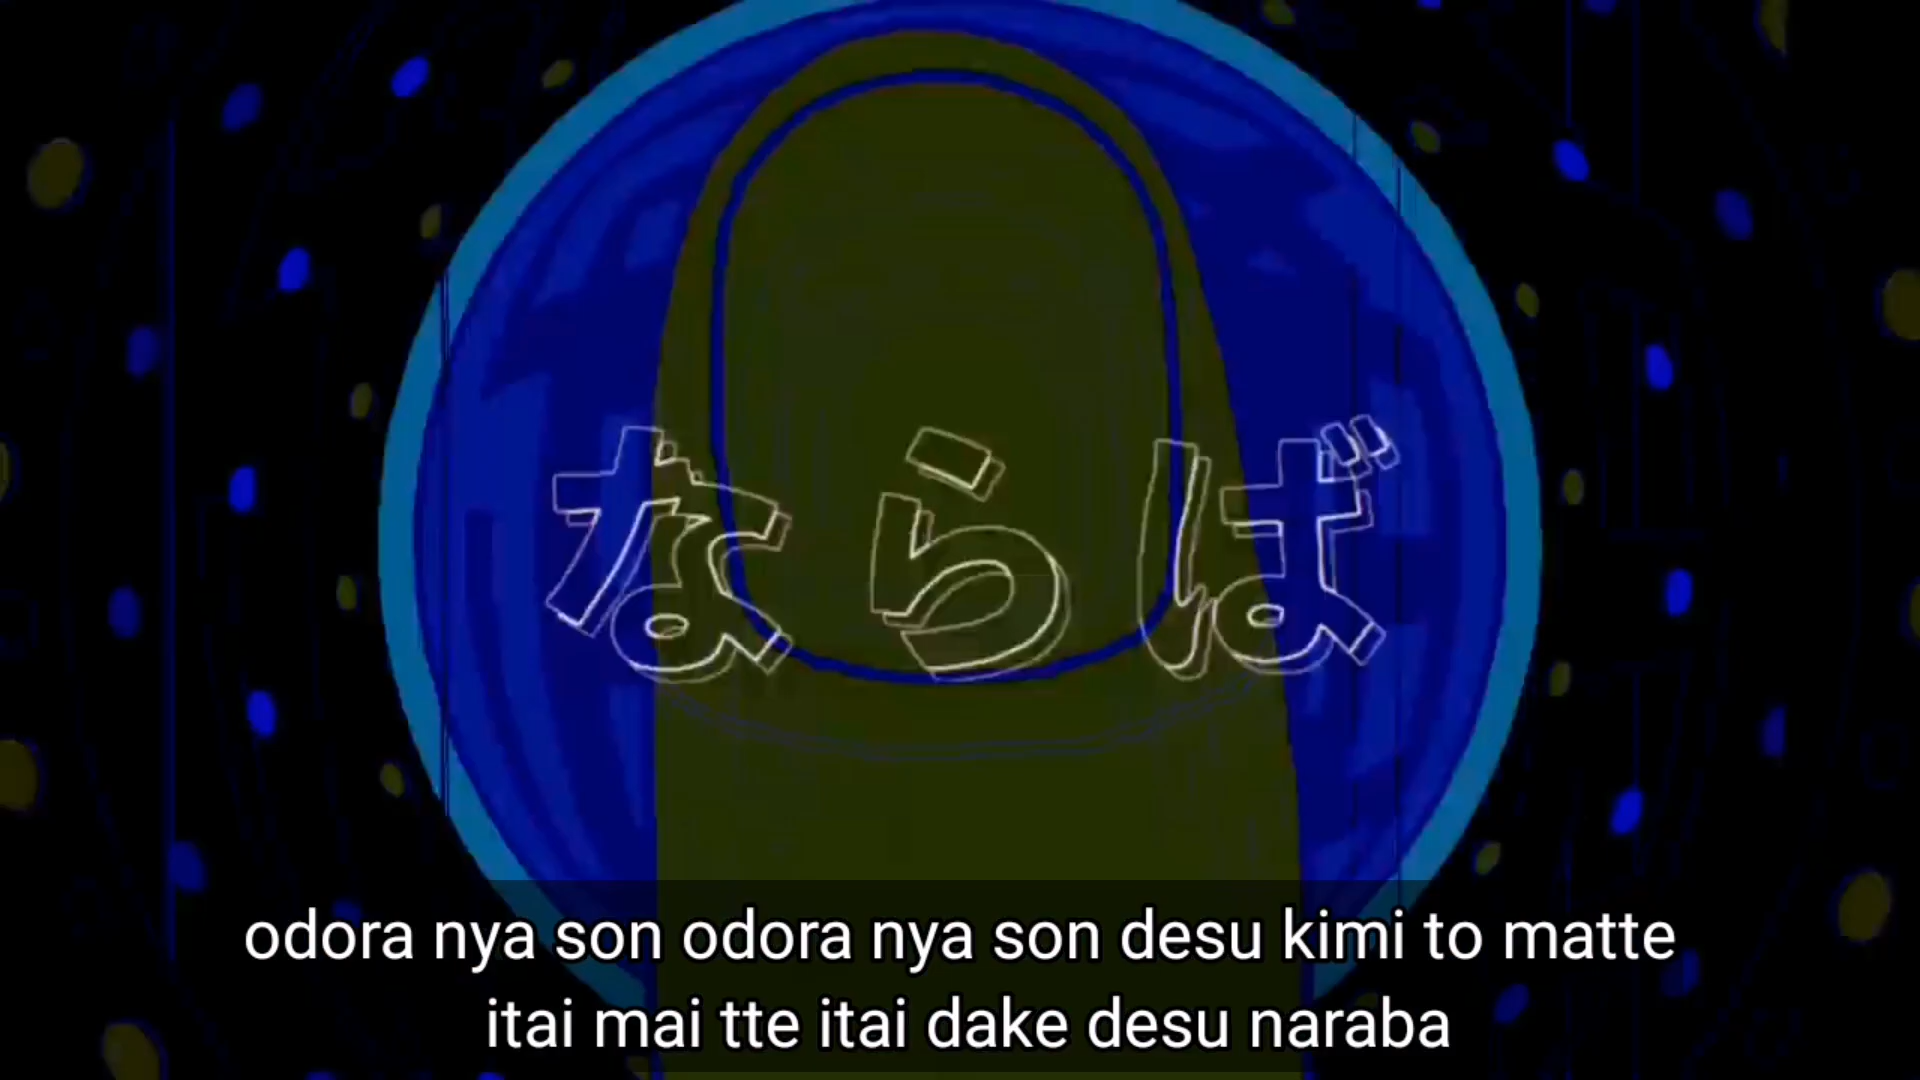 ならば
odora nya son odora nya son desu kimi to matte
itai mai tte itai dake desu naraba